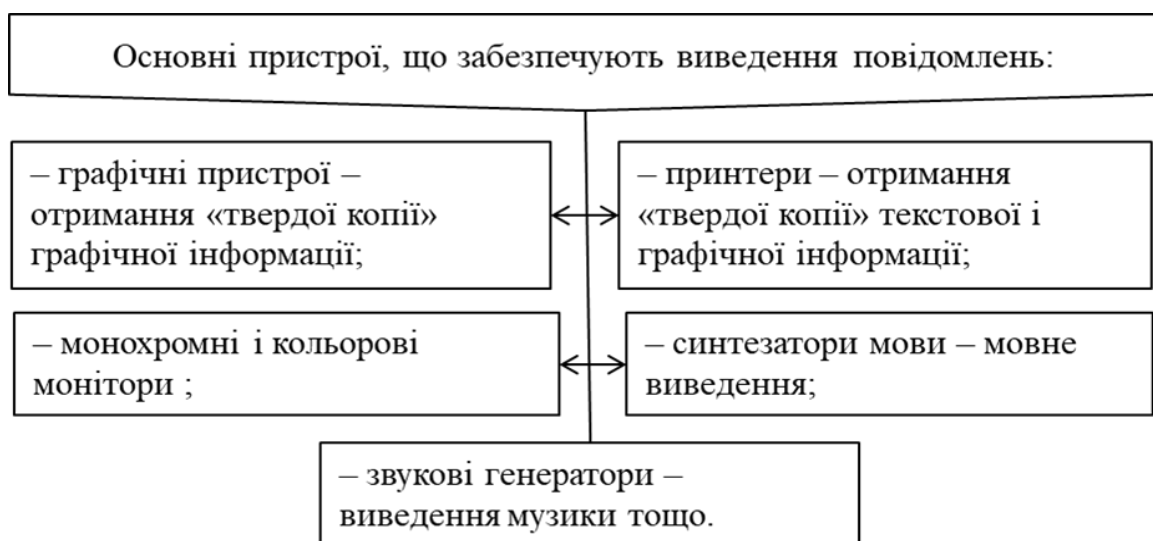 Основні пристрої, що забезпечують виведення повідомлень:
– графічні пристрої –
отримання «твердої копії»
графічної інформації;
– принтери – отримання
«твердої копії» текстової і
графічної інформації;
– монохромні і кольорові
монітори ;
– синтезатори мови – мовне
виведення;
– звукові генератори –
виведення музики тощо.